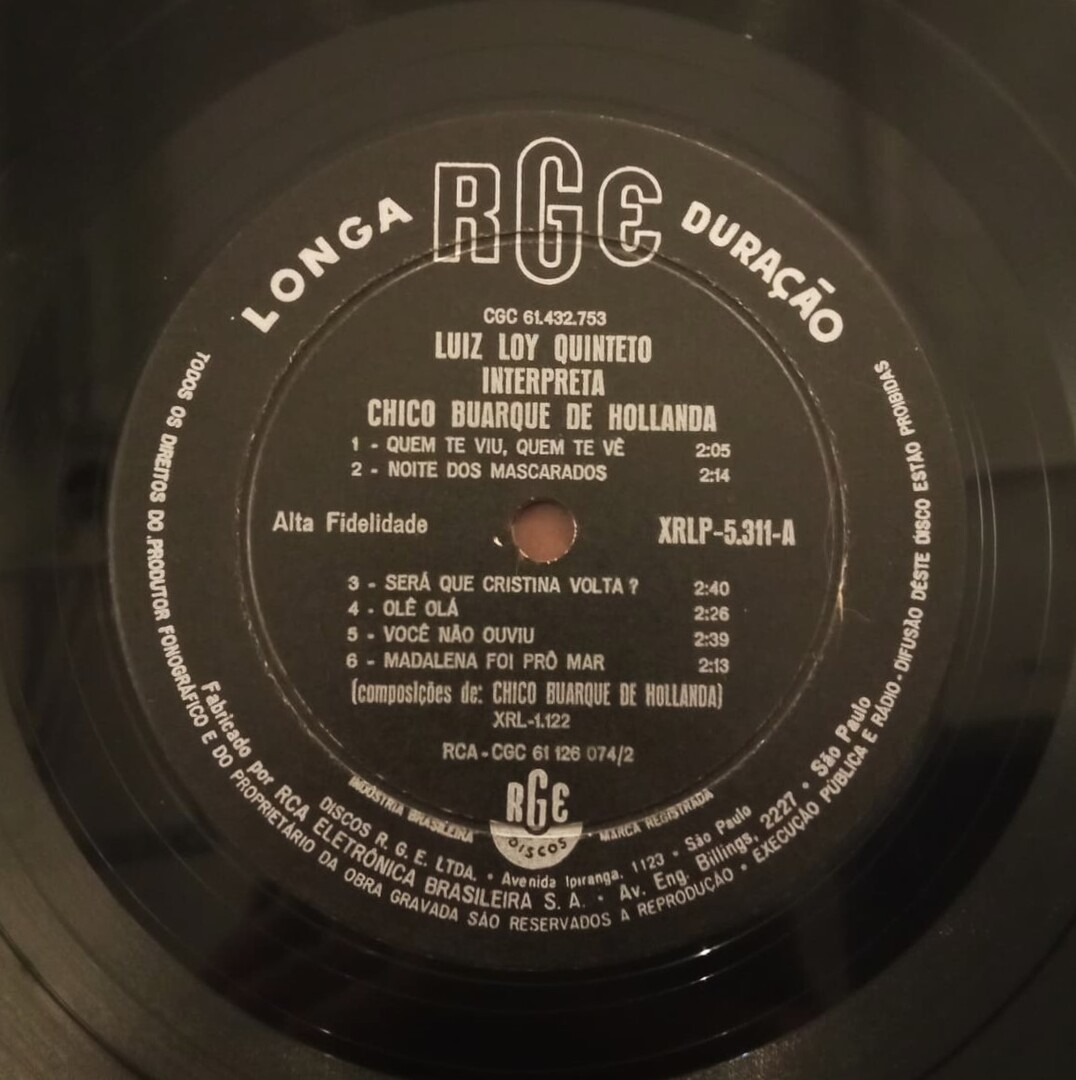 LONGA RGE DURAÇÃO
CGC 61.432.753
LUIZ LOY QUINTETO
INTERPRETA
CHICO BUARQUE DE HOLLANDA
1 - QUEM TE VIU, QUEM TE VÊ 2:05
2 - NOITE DOS MASCARADOS 2:14
Alta Fidelidade XRLP-5.311-A
3 - SERÁ QUE CRISTINA VOLTA? 2:40
4 - OLÊ OLÁ 2:26
5 - VOCÊ NÃO OUVIU 2:39
6 - MADALENA FOI PRÔ MAR 2:13
(composições de: CHICO BUARQUE DE HOLLANDA)
XRL-1.122
RCA - CGC 61 126 074/2
RGE
DISCOS
INDÚSTRIA BRASILEIRA • MARCA REGISTRADA
DISCOS R. G. E. LTDA. • Avenida Ipiranga, 1123 • São Paulo
Fabricado por RCA ELETRÔNICA BRASILEIRA S. A. • Av. Eng. Billings, 2227 • São Paulo
TODOS OS DIREITOS DO PRODUTOR FONOGRÁFICO E DO PROPRIETÁRIO DA OBRA GRAVADA SÃO RESERVADOS A REPRODUÇÃO • EXECUÇÃO PÚBLICA E RÁDIO • DIFUSÃO DÊSTE DISCO ESTÃO PROIBIDAS